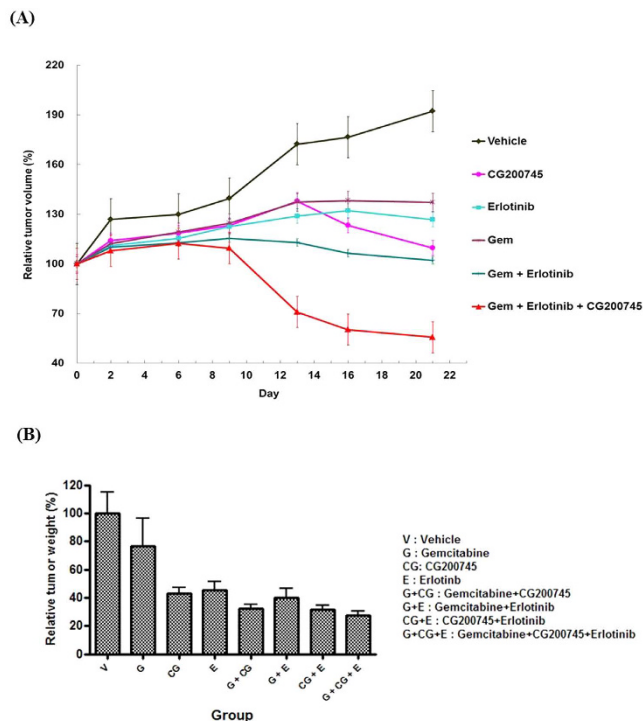 (A)
220
190
160
130
100
70
40
Relative tumor volume (%)
0 2 4 6 8 10 12 14 16 18 20 22
Day
Vehicle
CG200745
Erlotinib
Gem
Gem + Erlotinib
Gem + Erlotinib + CG200745
(B)
120
100
80
60
40
20
0
Relative tumor weight (%)
V G CG E G + CG G + E CG + E G + CG + E
Group
V : Vehicle
G : Gemcitabine
CG: CG200745
E : Erlotinb
G+CG : Gemcitabine+CG200745
G+E : Gemcitabine+Erlotinib
CG+E : CG200745+Erlotinib
G+CG+E : Gemcitabine+CG200745+Erlotinib